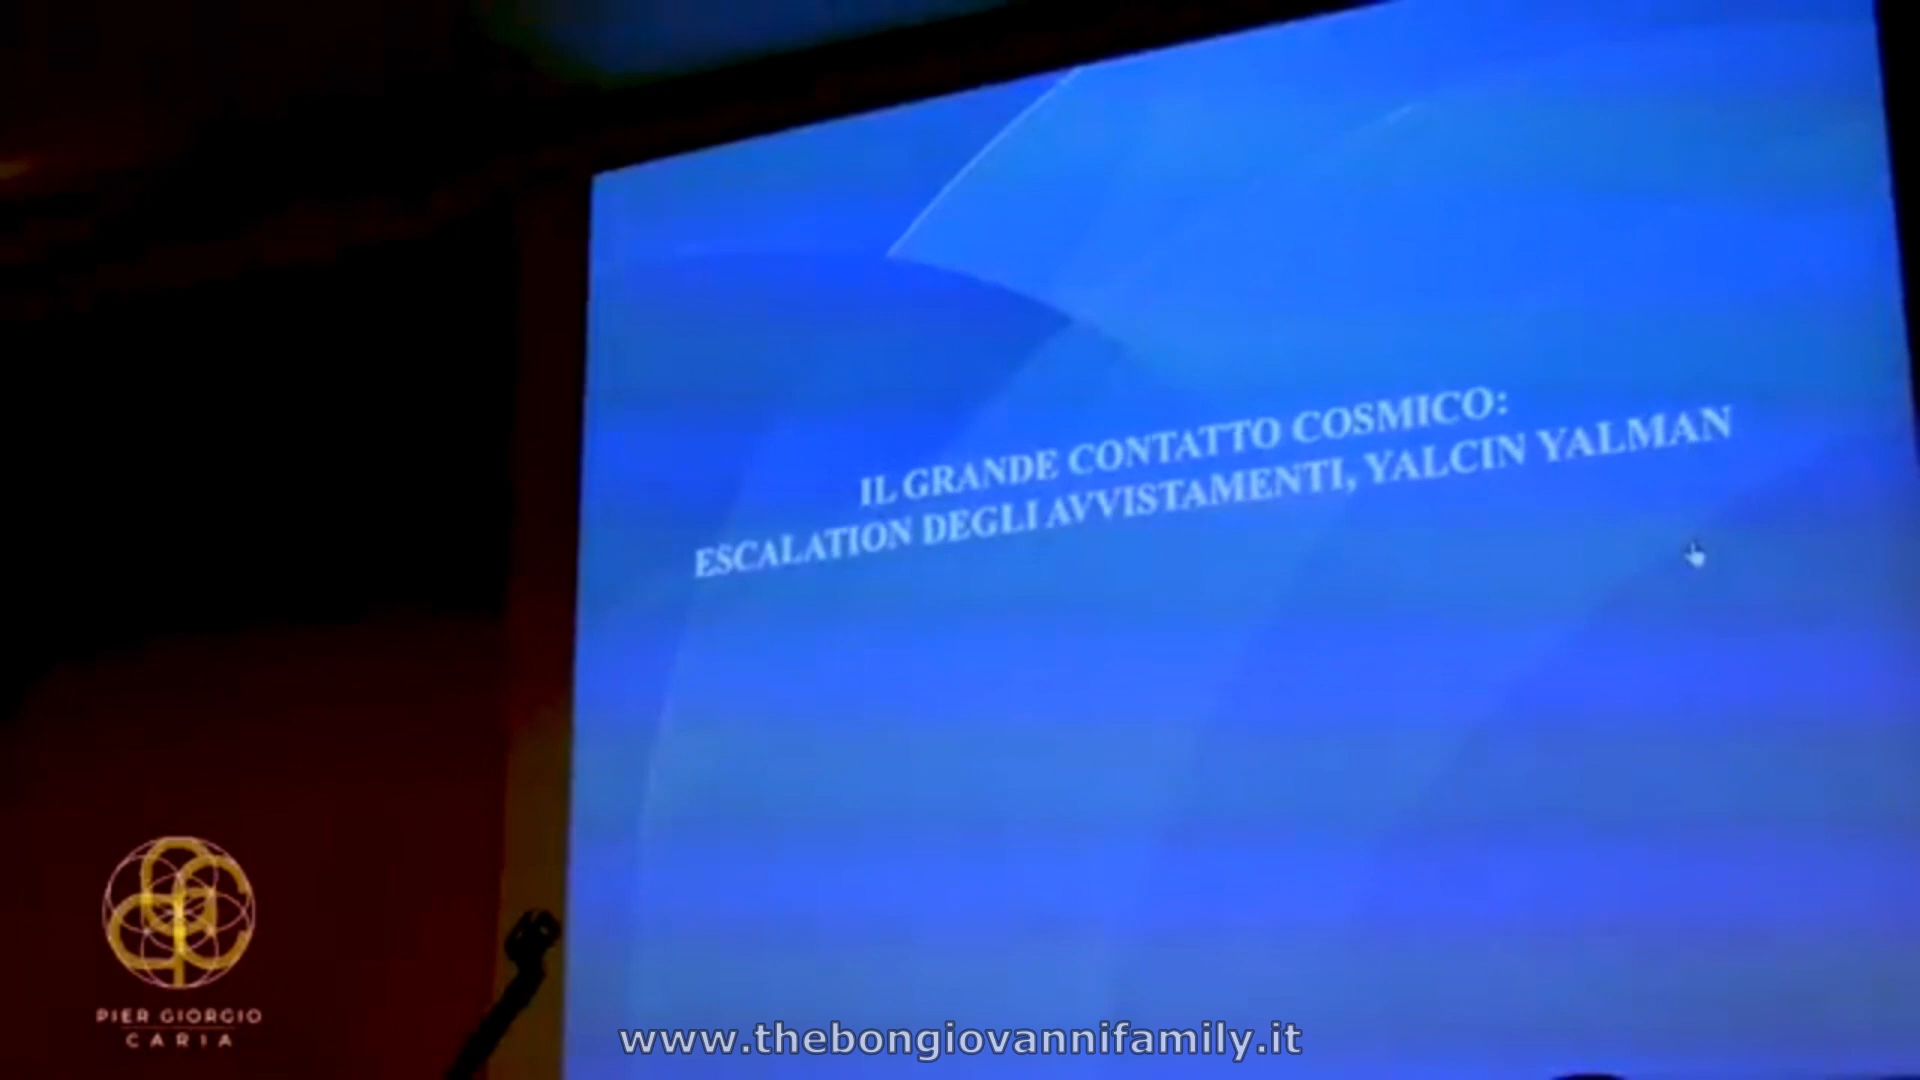 IL GRANDE CONTATTO COSMICO:
ESCALATION DEGLI AVVISTAMENTI, YALCIN YALMAN
PIER GIORGIO
CARIA
www.thebongiovannifamily.it